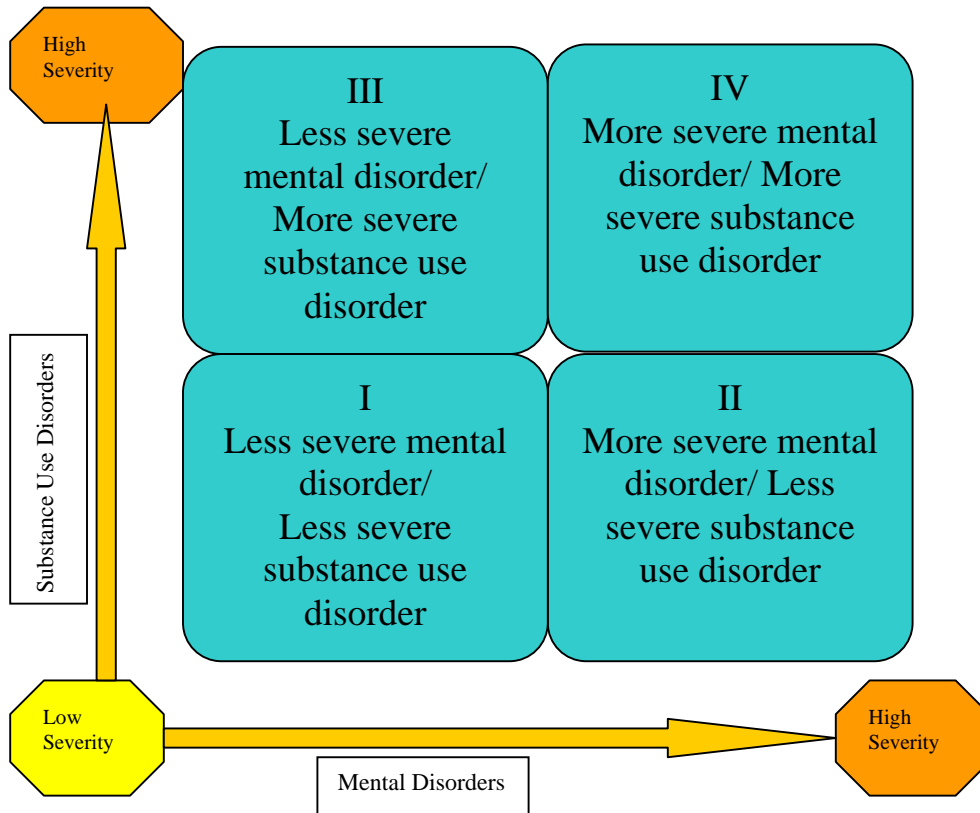 High
Severity
III
Less severe
mental disorder/
More severe
substance use
disorder
IV
More severe mental
disorder/ More
severe substance
use disorder
Substance Use Disorders
I
Less severe mental
disorder/
Less severe
substance use
disorder
II
More severe mental
disorder/ Less
severe substance
use disorder
Low
Severity
High
Severity
Mental Disorders